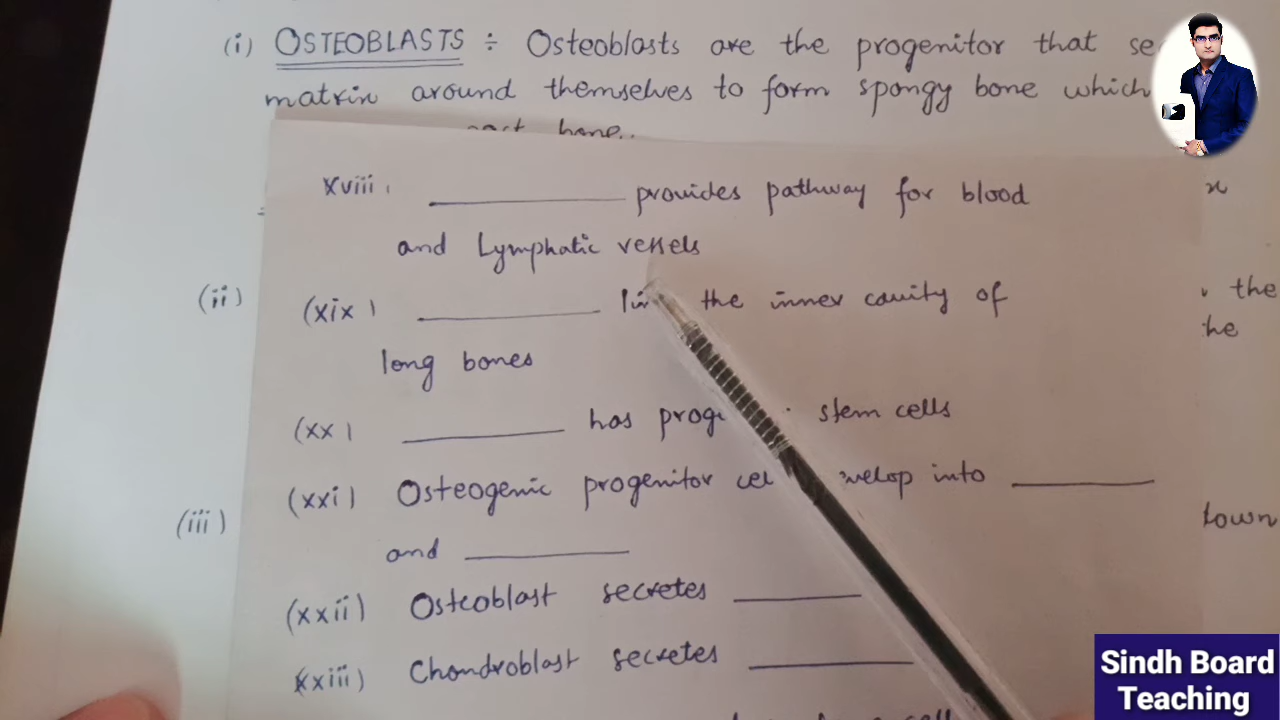 (i) OSTEOBLASTS ÷ Osteoblasts are the progenitor that
matrix around themselves to form spongy bone which
bone..
xviii, ________ provides pathway for blood
and Lymphatic vessels
(ii) the
(xix) ________ the inner cavity of
the
long bones
(xx) ________ has stem cells
(xxi) Osteogenic progenitor into ________
(iii) down
and ________
(xxii) Osteoblast secretes ________
(xxiii) Chondroblast secretes ________
Sindh Board
Teaching